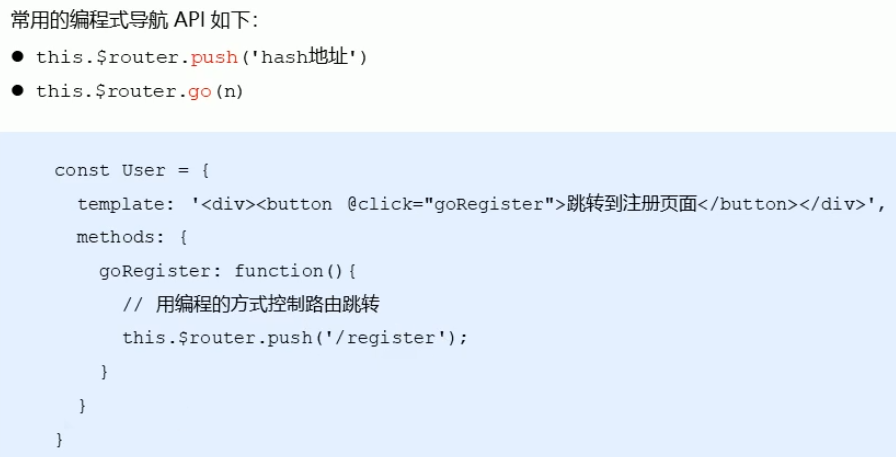 常用的编程式导航 API 如下：
● this.$router.push('hash地址')
● this.$router.go(n)
const User = {
  template: '<div><button @click="goRegister">跳转到注册页面</button></div>',
  methods: {
    goRegister: function(){
      // 用编程的方式控制路由跳转
      this.$router.push('/register');
    }
  }
}